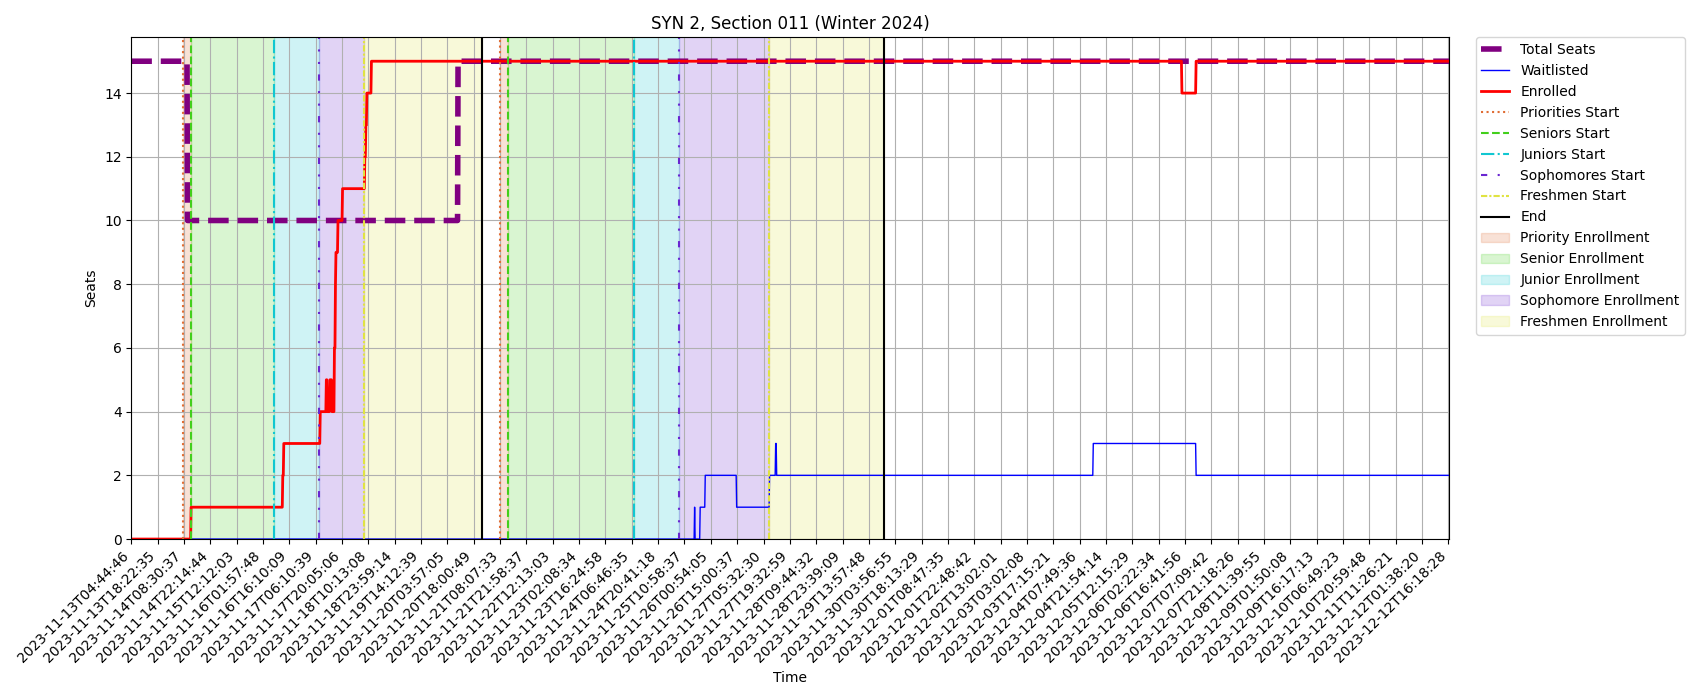 SYN 2, Section 011 (Winter 2024)
Total Seats
Waitlisted
Enrolled
Priorities Start
Seniors Start
Juniors Start
Sophomores Start
Freshmen Start
End
Priority Enrollment
Senior Enrollment
Junior Enrollment
Sophomore Enrollment
Freshmen Enrollment
Seats
14
12
10
8
6
4
2
0
2023-11-13T04:44:46
2023-11-13T18:22:35
2023-11-14T08:30:37
2023-11-14T22:14:44
2023-11-15T12:12:03
2023-11-16T01:57:48
2023-11-16T16:10:09
2023-11-17T06:10:39
2023-11-17T20:05:06
2023-11-18T10:13:08
2023-11-18T23:59:14
2023-11-19T14:12:39
2023-11-20T03:57:05
2023-11-20T18:00:49
2023-11-21T08:07:33
2023-11-21T21:58:37
2023-11-22T12:13:03
2023-11-23T02:08:34
2023-11-23T16:24:58
2023-11-24T06:46:35
2023-11-24T20:41:18
2023-11-25T10:58:37
2023-11-26T00:54:05
2023-11-26T15:00:37
2023-11-27T05:32:30
2023-11-27T19:32:59
2023-11-28T09:44:32
2023-11-28T23:39:09
2023-11-29T13:57:48
2023-11-30T03:56:55
2023-11-30T18:13:29
2023-12-01T08:47:35
2023-12-01T22:48:42
2023-12-02T13:02:01
2023-12-03T03:02:08
2023-12-03T17:15:21
2023-12-04T07:49:36
2023-12-04T21:54:14
2023-12-05T12:15:29
2023-12-06T02:22:34
2023-12-06T16:41:56
2023-12-07T07:09:42
2023-12-07T21:18:26
2023-12-08T11:39:55
2023-12-09T01:50:08
2023-12-09T16:17:13
2023-12-10T06:49:23
2023-12-10T20:59:48
2023-12-11T11:26:21
2023-12-12T01:38:20
2023-12-12T16:18:28
Time